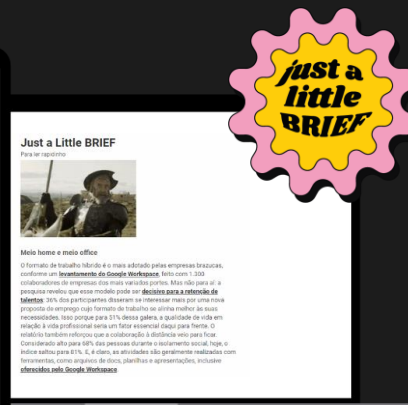 just a
little
BRIEF
Just a Little BRIEF
Para ler rapidinho
Meio home e meio office
O formato de trabalho híbrido é o mais adotado pelas empresas brazucas,
conforme um levantamento do Google Workspace, feito com 1.300
colaboradores de empresas dos mais variados portes. Mas não para aí: a
pesquisa revelou que esse modelo pode ser decisivo para a retenção de
talentos: 36% dos participantes disseram se interessar mais por uma nova
proposta de emprego cujo formato de trabalho se alinha melhor às suas
necessidades. Isso porque para 51% dessa galera, a qualidade de vida em
relação à vida profissional seria um fator essencial daqui para frente. O
relatório também reforçou que a colaboração à distância veio para ficar.
Considerado alto para 68% das pessoas durante o isolamento social, hoje, o
índice saltou para 81%. E, é claro, as atividades são geralmente realizadas com
ferramentas, como arquivos de docs, planilhas e apresentações, inclusive
oferecidos pelo Google Workspace